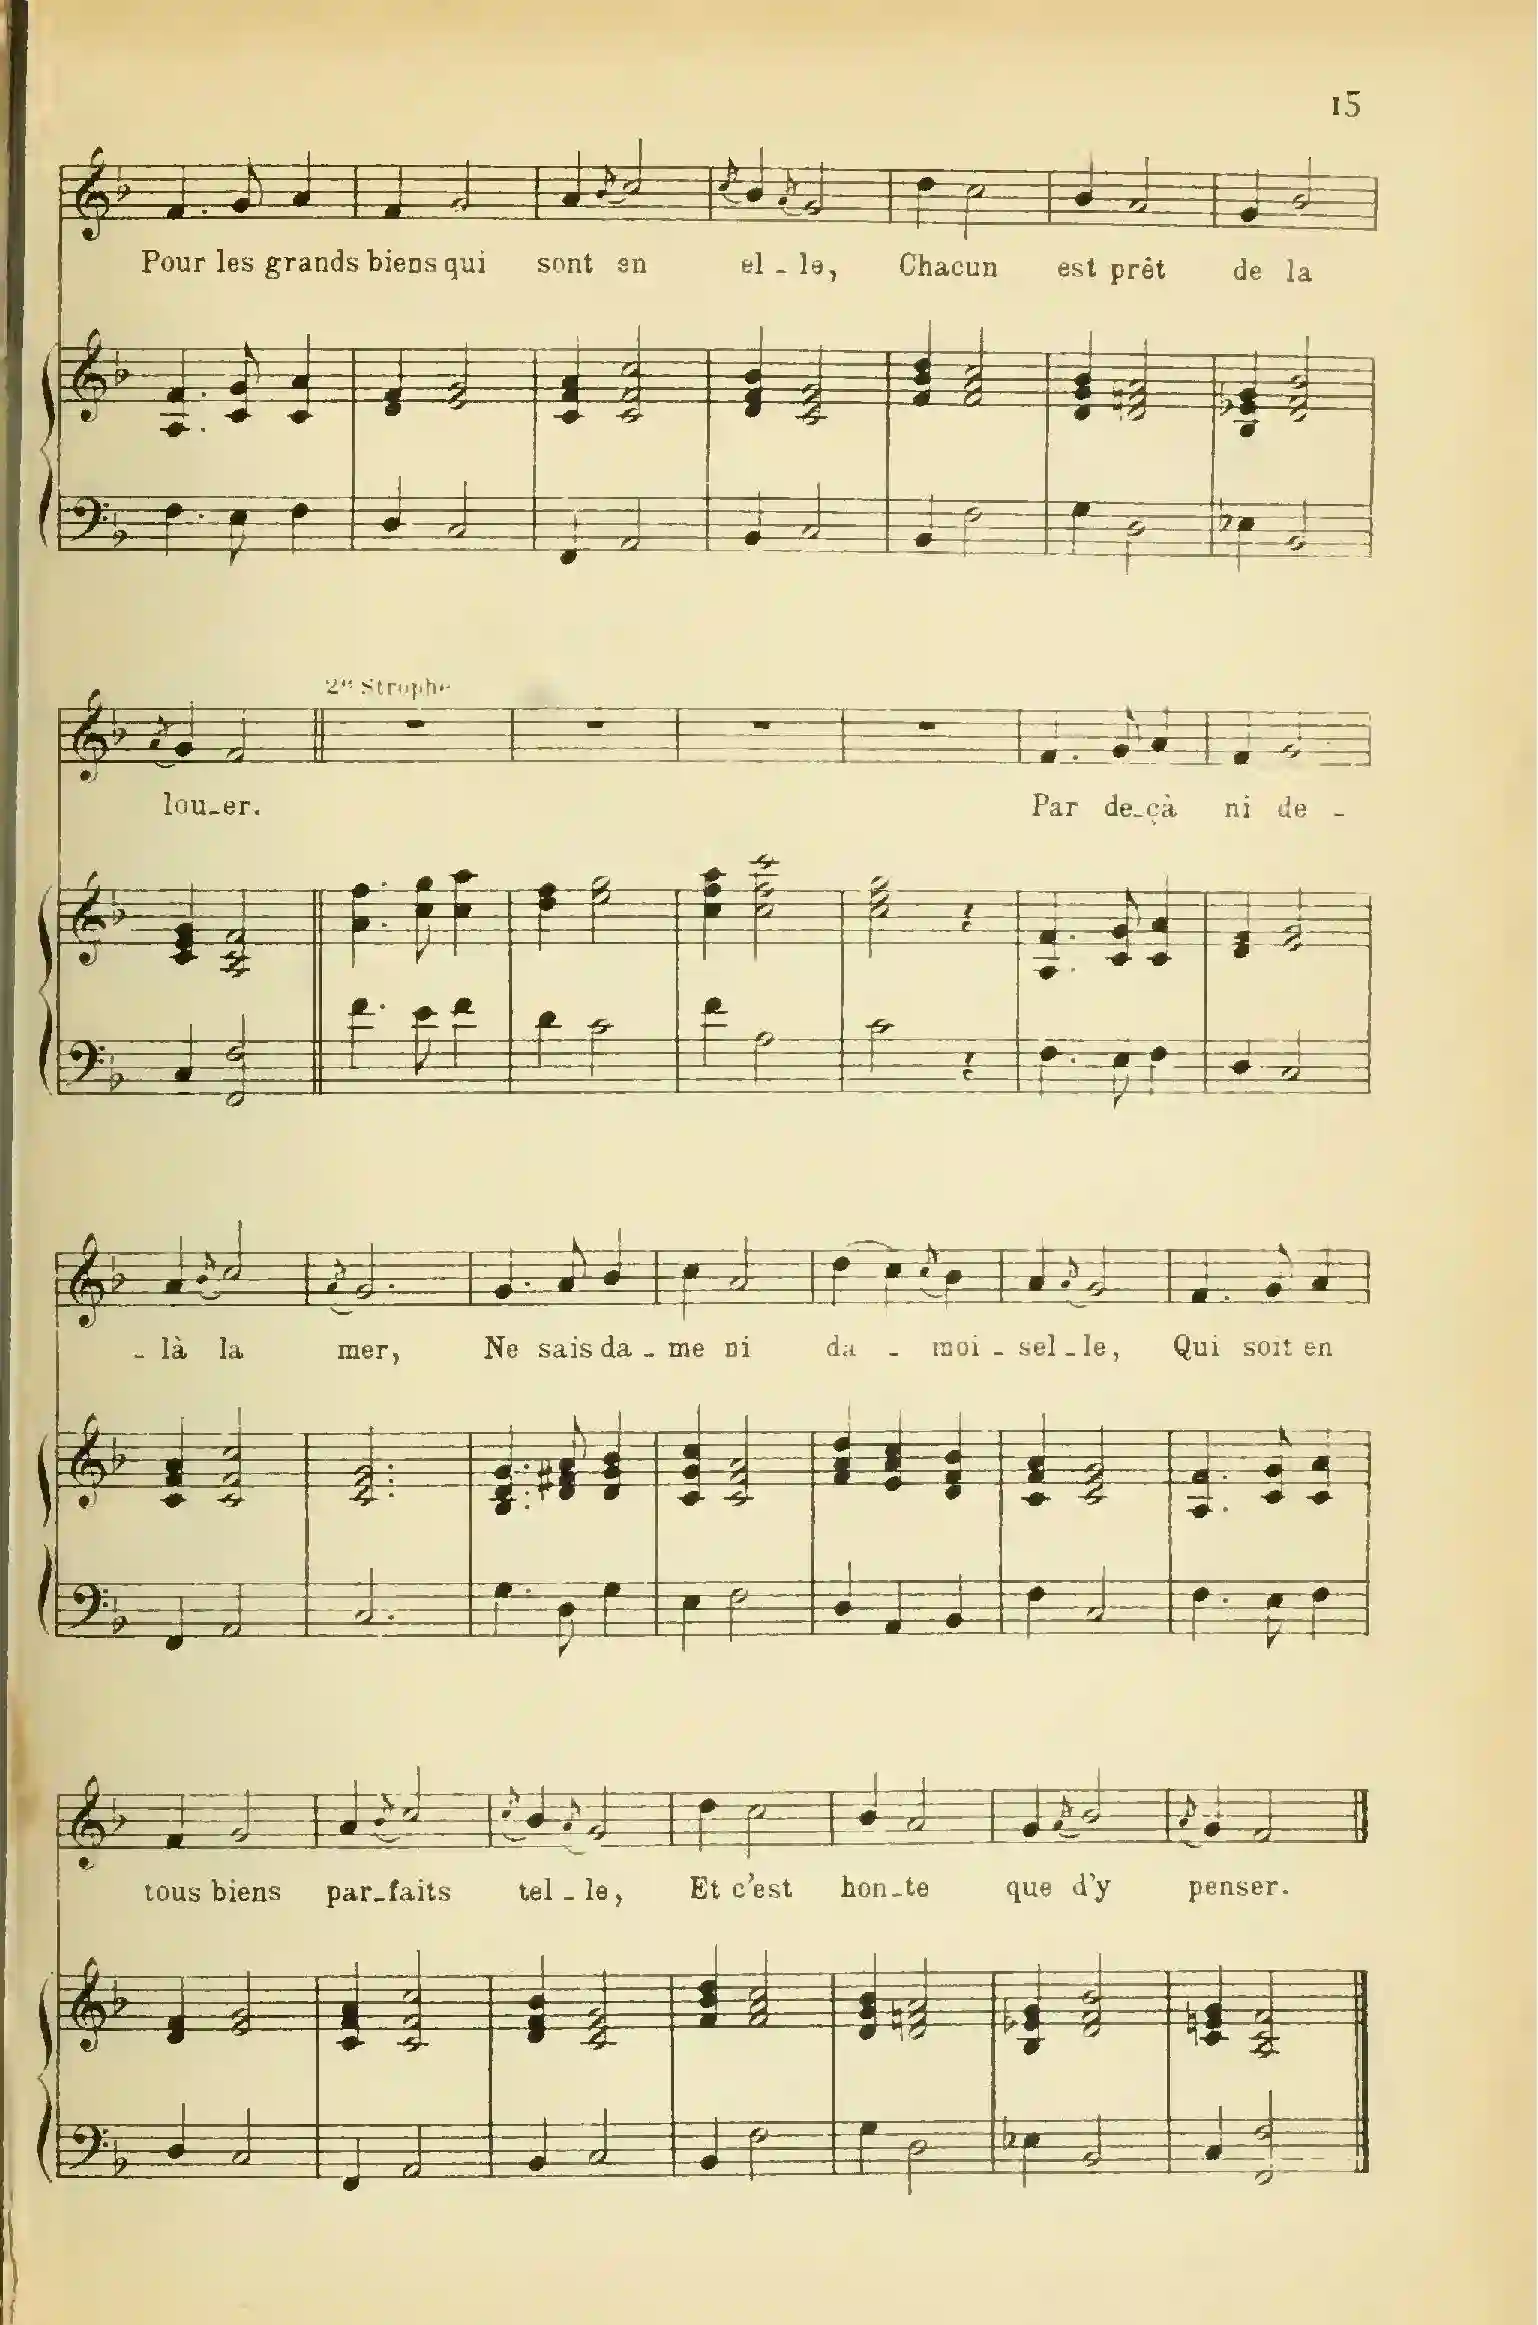 15
Pour les grands biens qui sont en el - le, Chacun est prêt de la
2e Strophe
lou-er. Par de-çà ni de -
- là la mer, Ne sais da - me ni da - moi - sel - le, Qui soit en
tous biens par-faits tel - le, Et c'est hon-te que d'y penser.